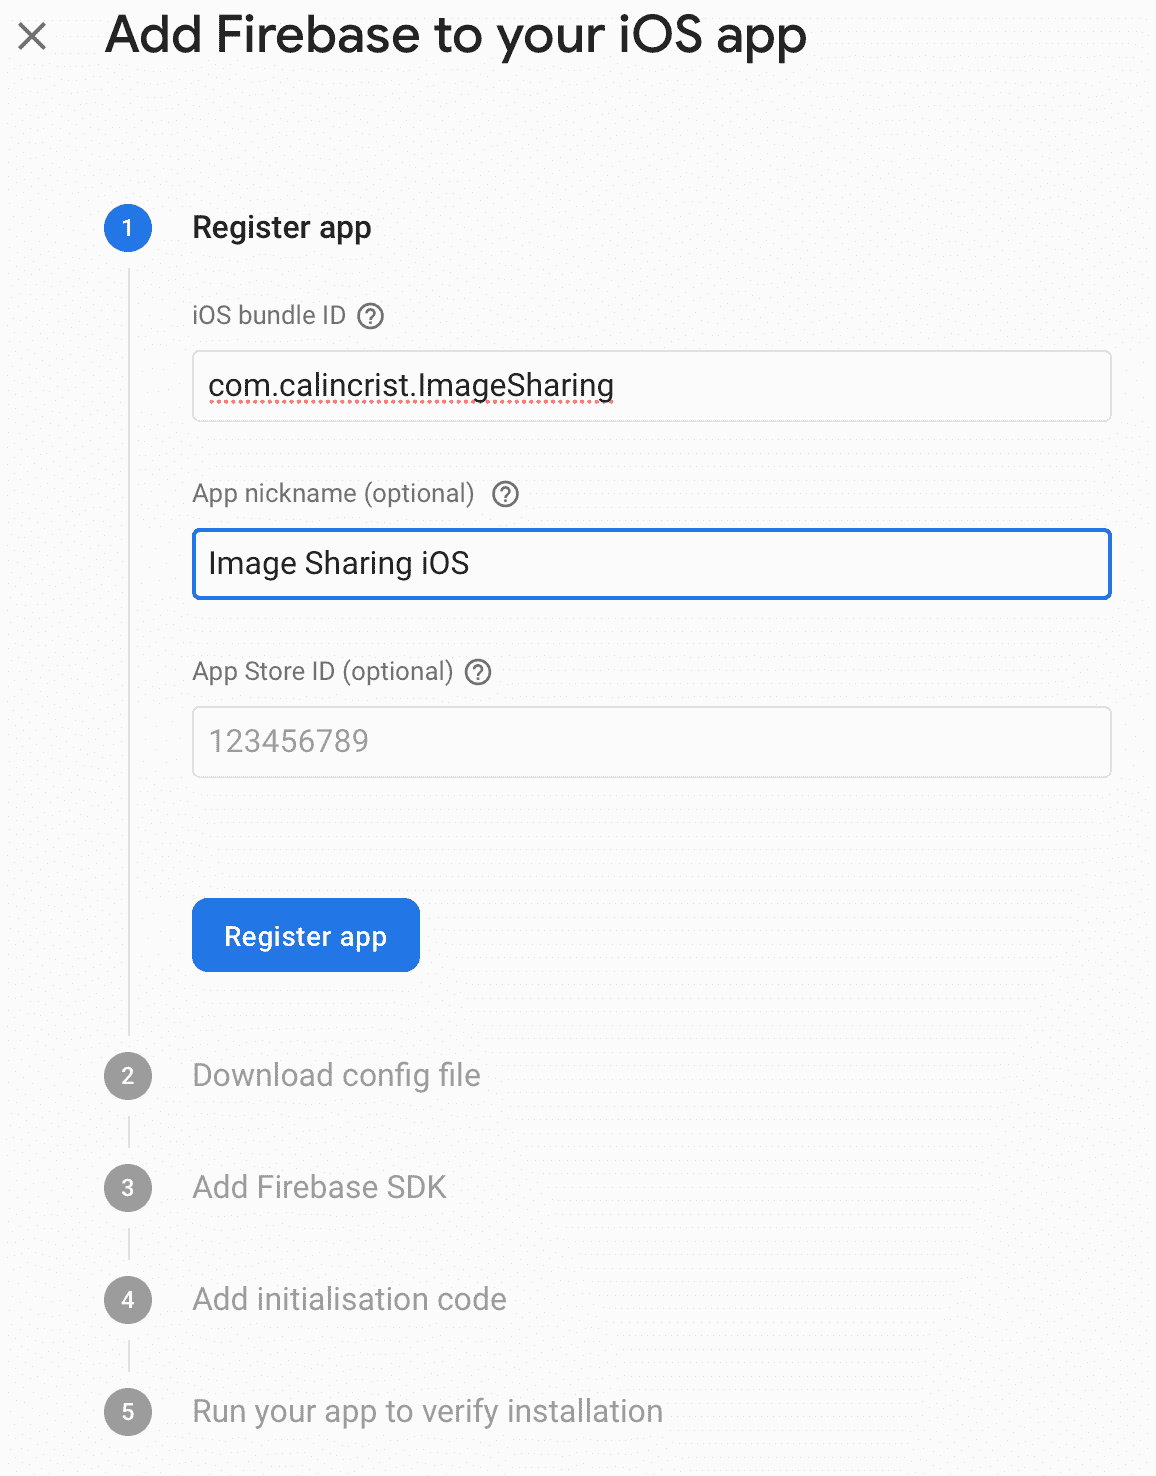 Add Firebase to your iOS app
1 Register app
iOS bundle ID ?
com.calincrist.ImageSharing
App nickname (optional) ?
Image Sharing iOS
App Store ID (optional) ?
123456789
Register app
2 Download config file
3 Add Firebase SDK
4 Add initialisation code
5 Run your app to verify installation